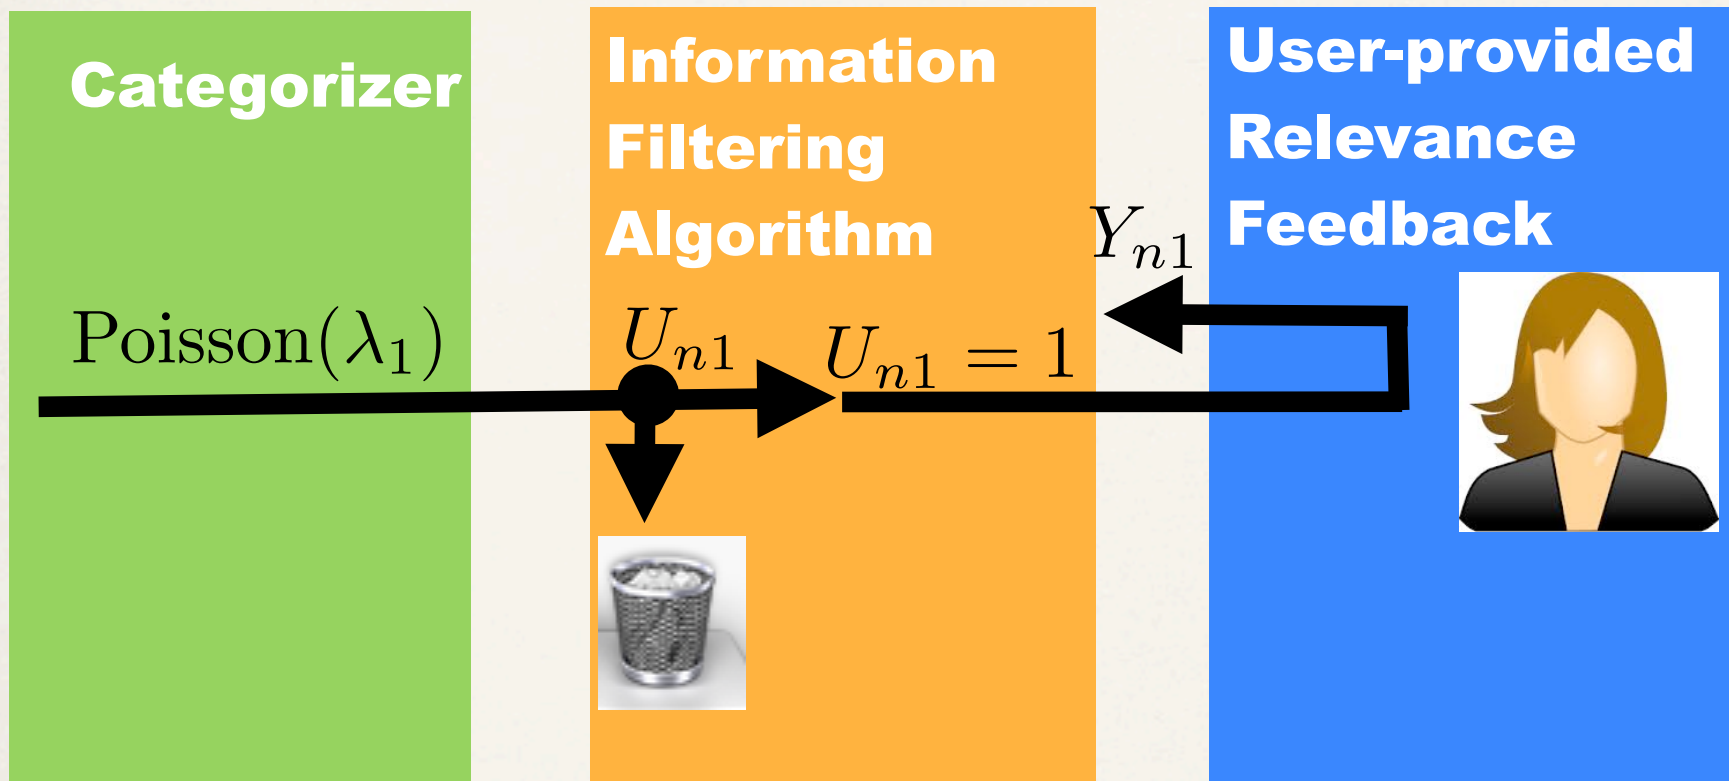 Categorizer
Poisson(λ₁)
Information
Filtering
Algorithm
Uₙ₁
Uₙ₁ = 1
Yₙ₁
User-provided
Relevance
Feedback